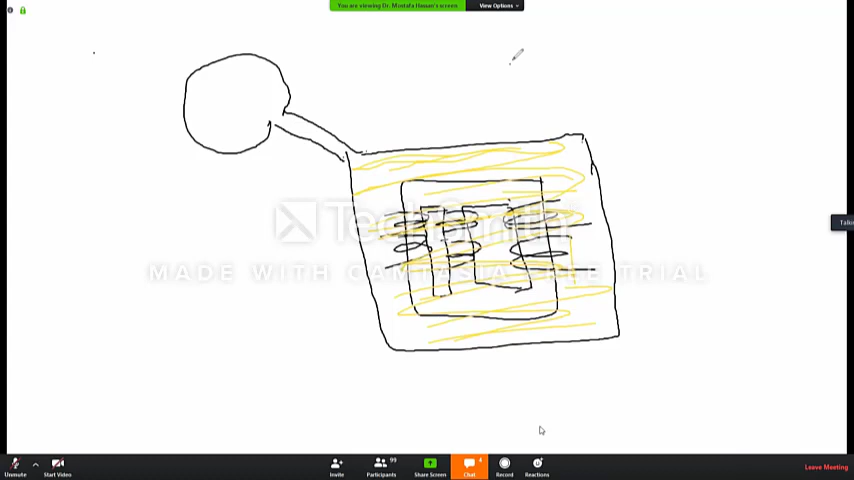 You are viewing Dr. Mostafa Hassan's screen
View Options
TechSmith
MADE WITH CAMTASIA FREE TRIAL
Unmute
Start Video
Invite
Participants
99
Share Screen
Chat
4
Record
Reactions
Leave Meeting